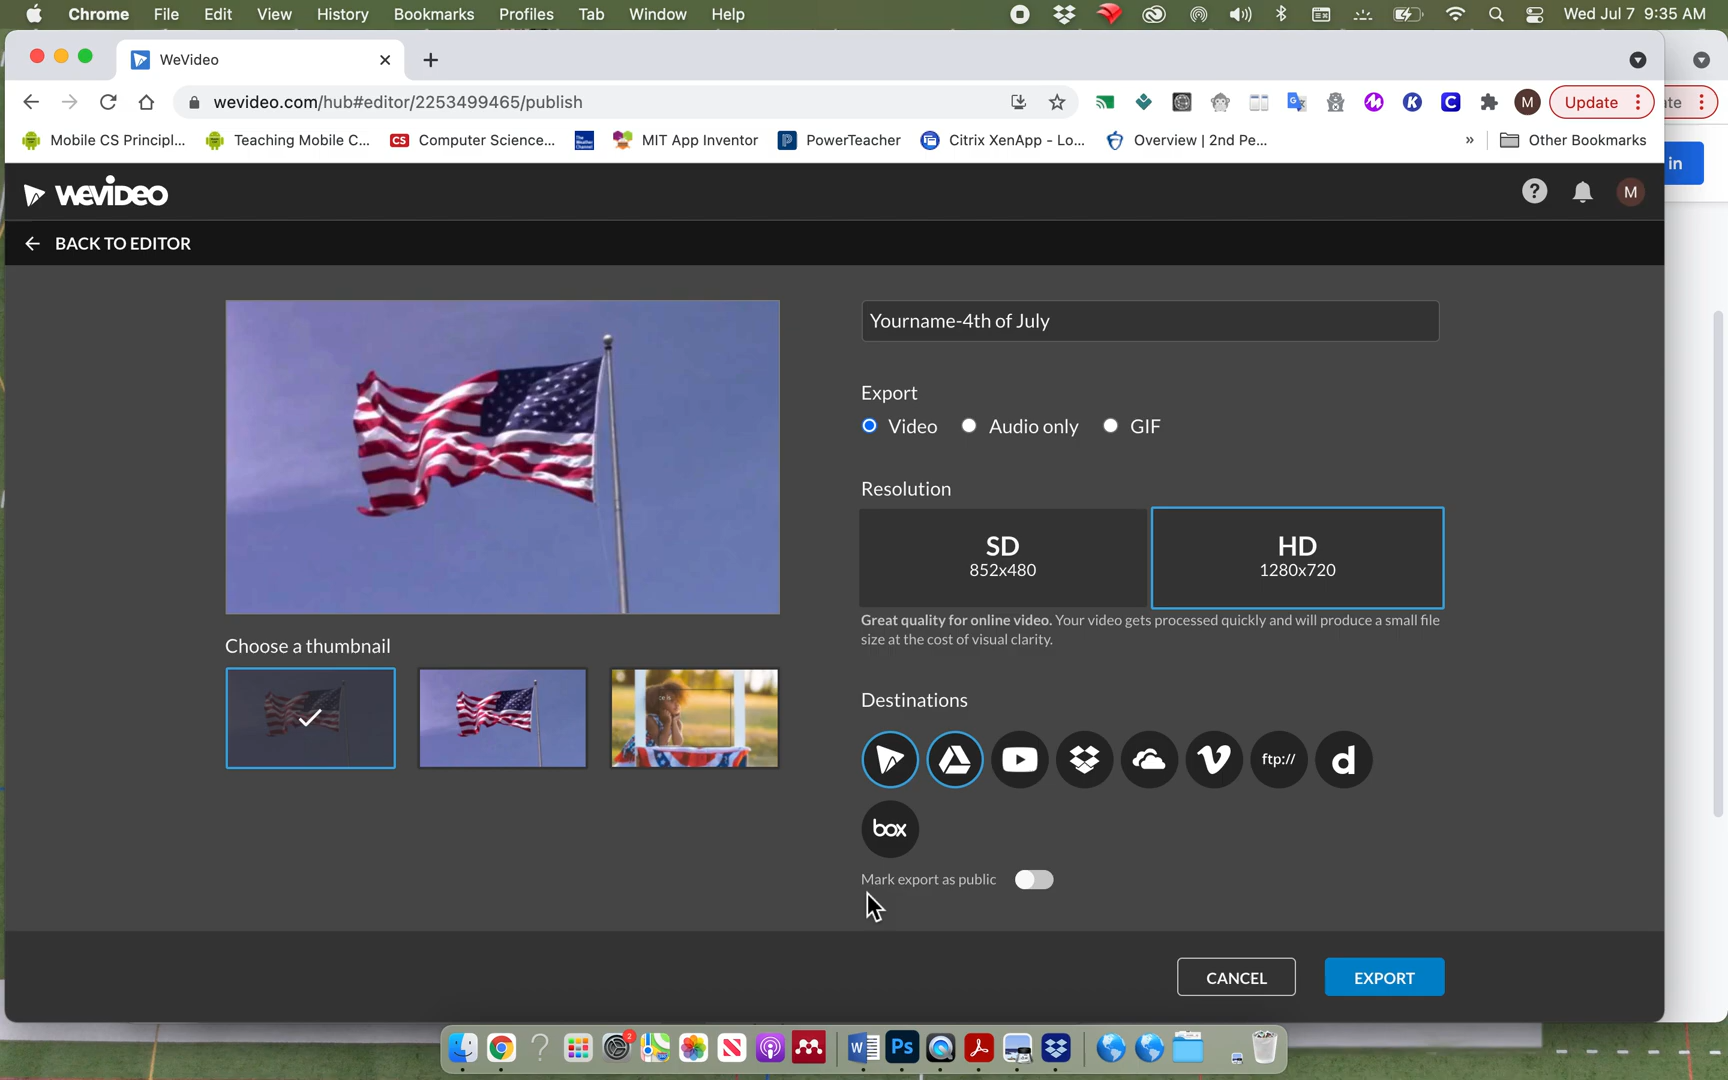 Chrome File Edit View History Bookmarks Profiles Tab Window Help Wed Jul 7 9:35 AM
WeVideo
wevideo.com/hub#editor/2253499465/publish M Update
Mobile CS Principl... Teaching Mobile C... CS Computer Science... MIT App Inventor PowerTeacher Citrix XenApp - Lo... Overview | 2nd Pe... » Other Bookmarks
in
wevideo ? M
BACK TO EDITOR
Yourname-4th of July
Export
Video Audio only GIF
Resolution
SD HD
852x480 1280x720
Great quality for online video. Your video gets processed quickly and will produce a small file
size at the cost of visual clarity.
Choose a thumbnail
Destinations
ftp:// d
box
Mark export as public
CANCEL EXPORT
? 2 W Ps